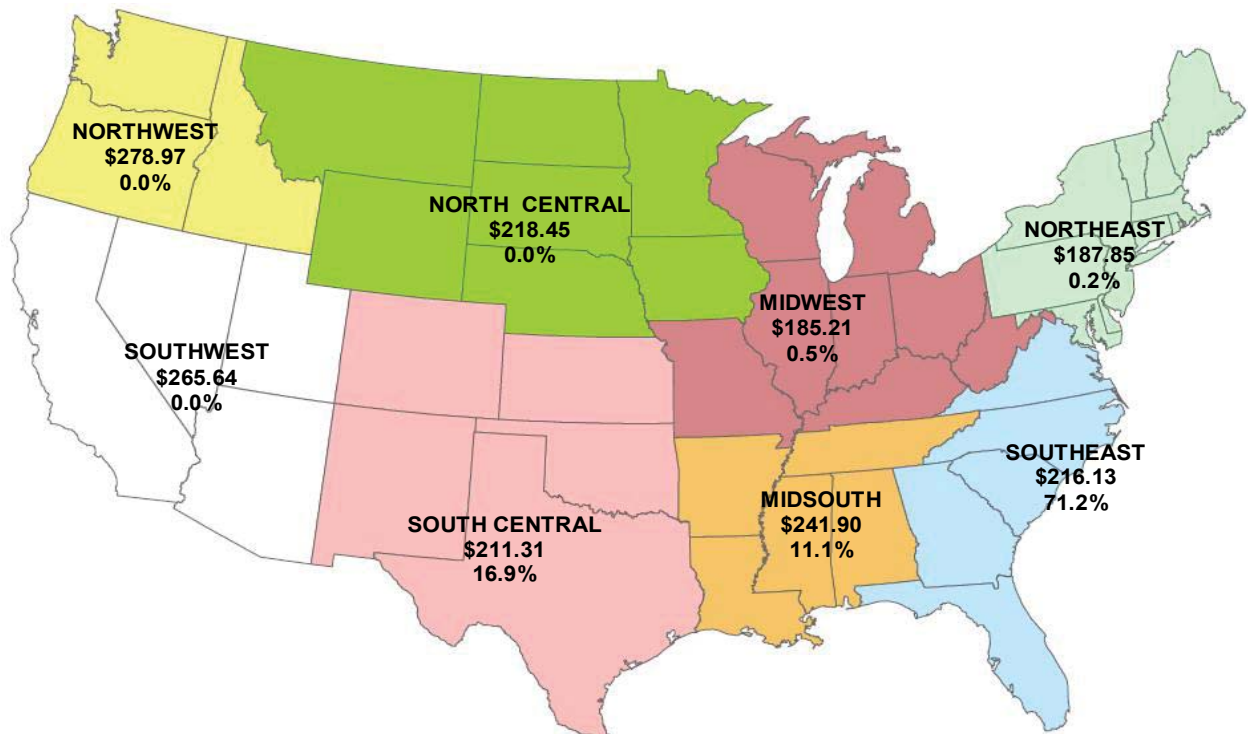 NORTHWEST
$278.97
0.0%
NORTH CENTRAL
$218.45
0.0%
NORTHEAST
$187.85
0.2%
MIDWEST
$185.21
0.5%
SOUTHWEST
$265.64
0.0%
SOUTHEAST
$216.13
71.2%
MIDSOUTH
$241.90
11.1%
SOUTH CENTRAL
$211.31
16.9%